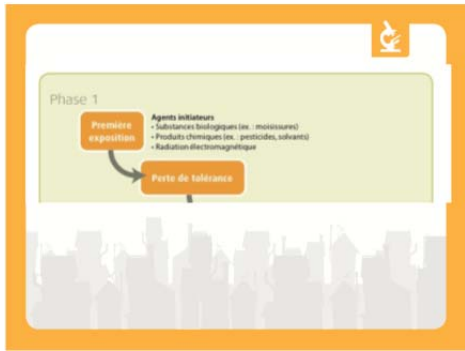 Phase 1
Première
exposition
Agents initiateurs
• Substances biologiques (ex. : moisissures)
• Produits chimiques (ex. : pesticides, solvants)
• Radiation électromagnétique
Perte de tolérance